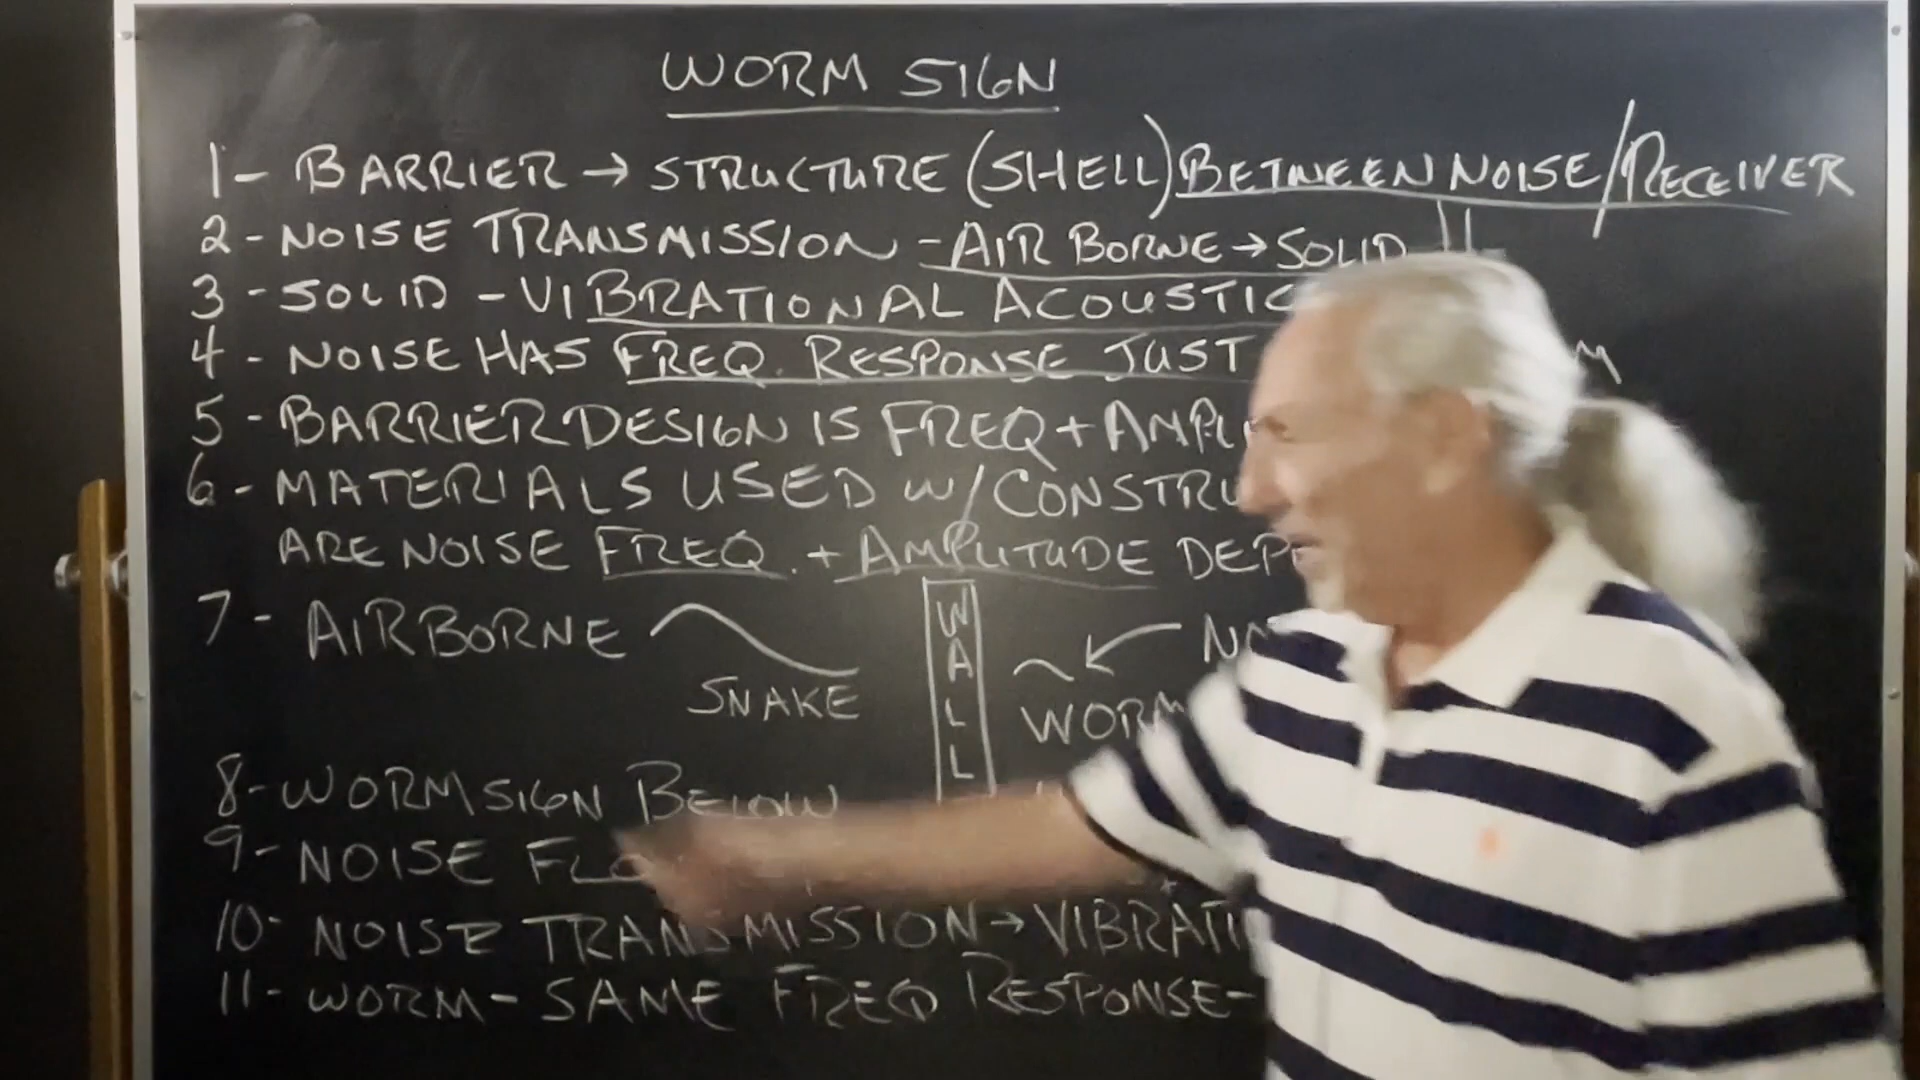 WORM SIGN
1- BARRIER → STRUCTURE (SHELL) BETWEEN NOISE/RECEIVER
2 - NOISE TRANSMISSION - AIR BORNE → SOLID
3 - SOLID - VIBRATIONAL ACOUSTIC
4 - NOISE HAS FREQ. RESPONSE JUST
5 - BARRIER DESIGN IS FREQ + AMPL
6 - MATERIALS USED W/ CONSTRU
ARE NOISE FREQ. + AMPLITUDE DEP
7 - AIRBORNE
SNAKE
WALL
WORM
8- WORM SIGN BELOW
9- NOISE
10- NOISE TRANSMISSION → VIBRATI
11- WORM - SAME FREQ RESPONSE -